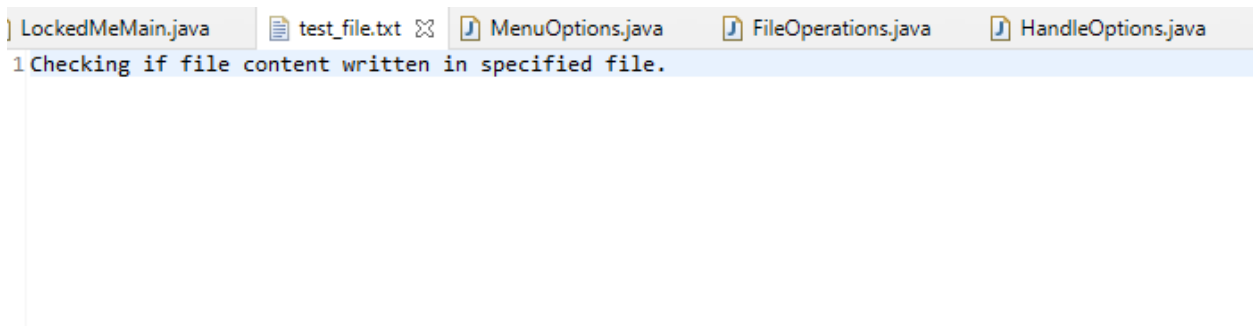 LockedMeMain.java test_file.txt MenuOptions.java FileOperations.java HandleOptions.java
1 Checking if file content written in specified file.